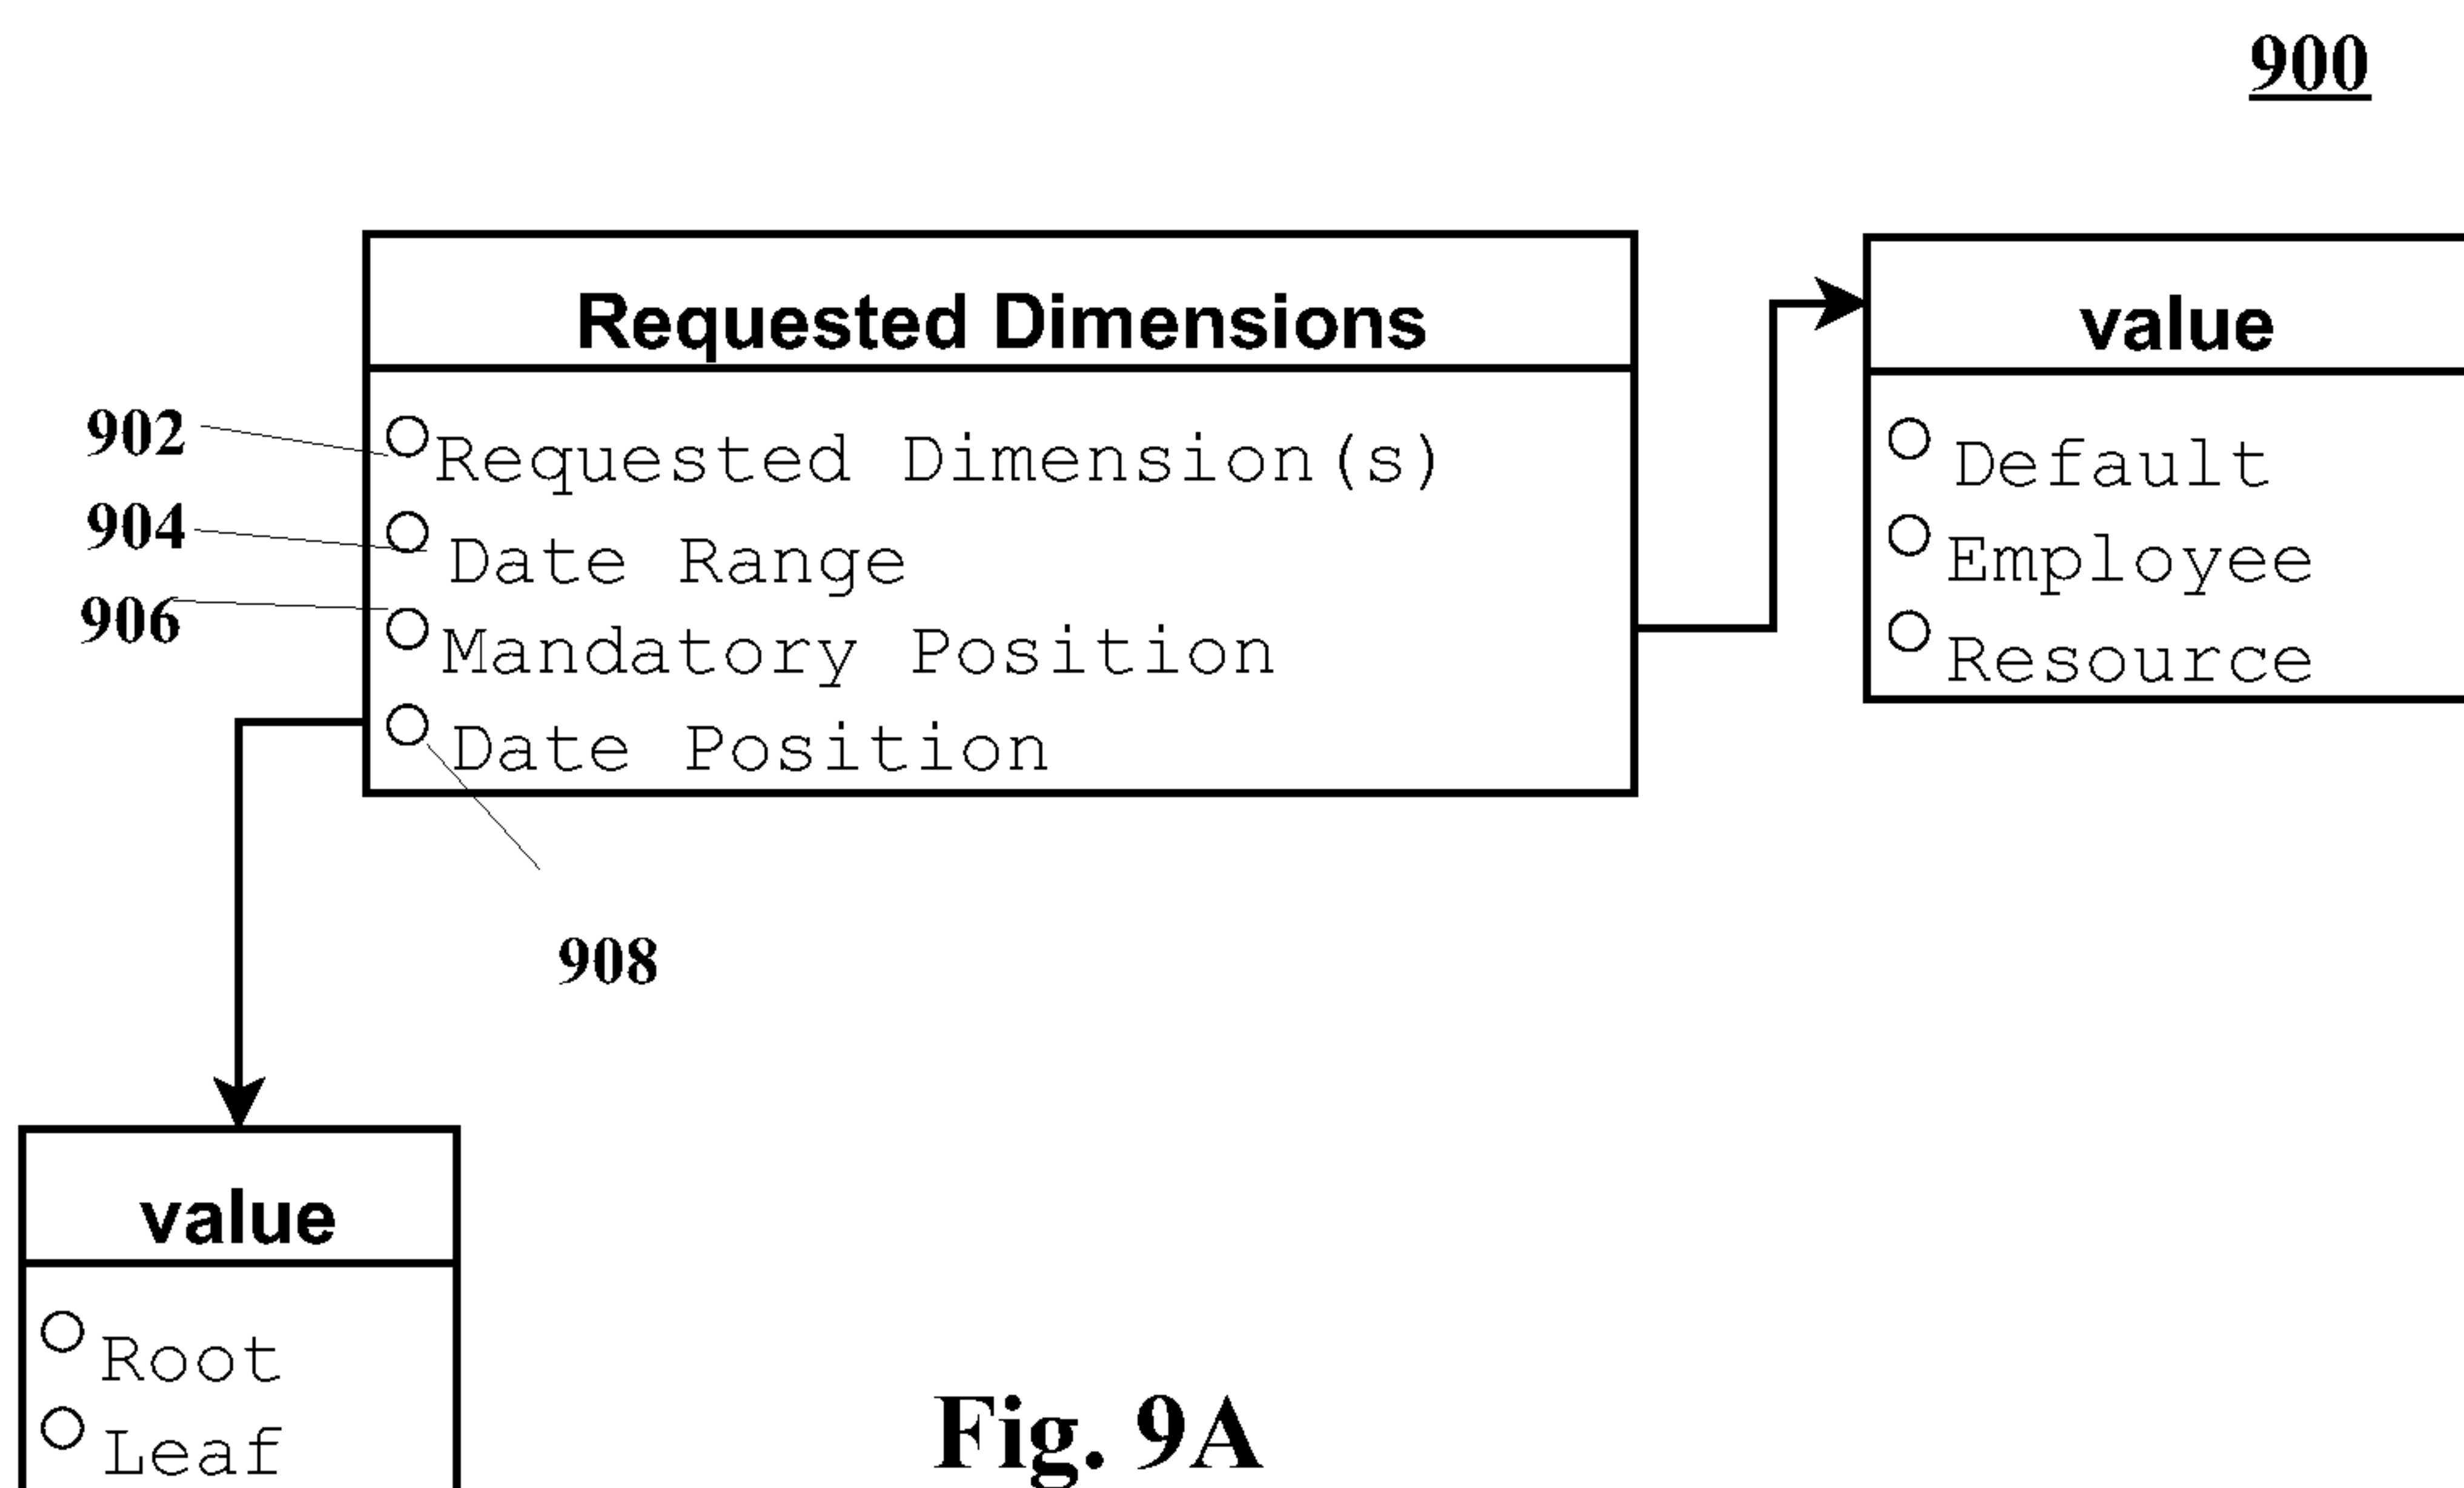 900
Requested Dimensions
value
902
Requested Dimension(s)
Default
904
Date Range
Employee
906
Mandatory Position
Resource
Date Position
908
value
Root
Leaf
Fig. 9A